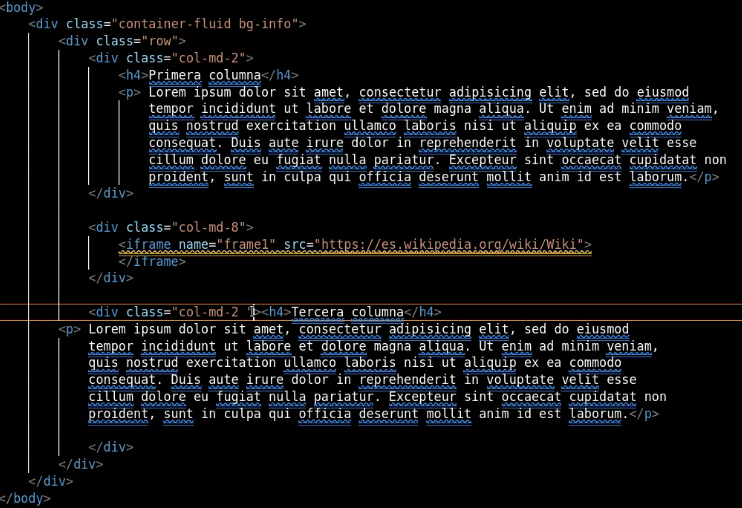 <body>
<div class="container-fluid bg-info">
<div class="row">
<div class="col-md-2">
<h4>Primera columna</h4>
<p> Lorem ipsum dolor sit amet, consectetur adipisicing elit, sed do eiusmod
tempor incididunt ut labore et dolore magna aliqua. Ut enim ad minim veniam,
quis nostrud exercitation ullamco laboris nisi ut aliquip ex ea commodo
consequat. Duis aute irure dolor in reprehenderit in voluptate velit esse
cillum dolore eu fugiat nulla pariatur. Excepteur sint occaecat cupidatat non
proident, sunt in culpa qui officia deserunt mollit anim id est laborum.</p>
</div>
<div class="col-md-8">
<iframe name="frame1" src="https://es.wikipedia.org/wiki/Wiki">
</iframe>
</div>
<div class="col-md-2 "><h4>Tercera columna</h4>
<p> Lorem ipsum dolor sit amet, consectetur adipisicing elit, sed do eiusmod
tempor incididunt ut labore et dolore magna aliqua. Ut enim ad minim veniam,
quis nostrud exercitation ullamco laboris nisi ut aliquip ex ea commodo
consequat. Duis aute irure dolor in reprehenderit in voluptate velit esse
cillum dolore eu fugiat nulla pariatur. Excepteur sint occaecat cupidatat non
proident, sunt in culpa qui officia deserunt mollit anim id est laborum.</p>
</div>
</div>
</div>
</body>